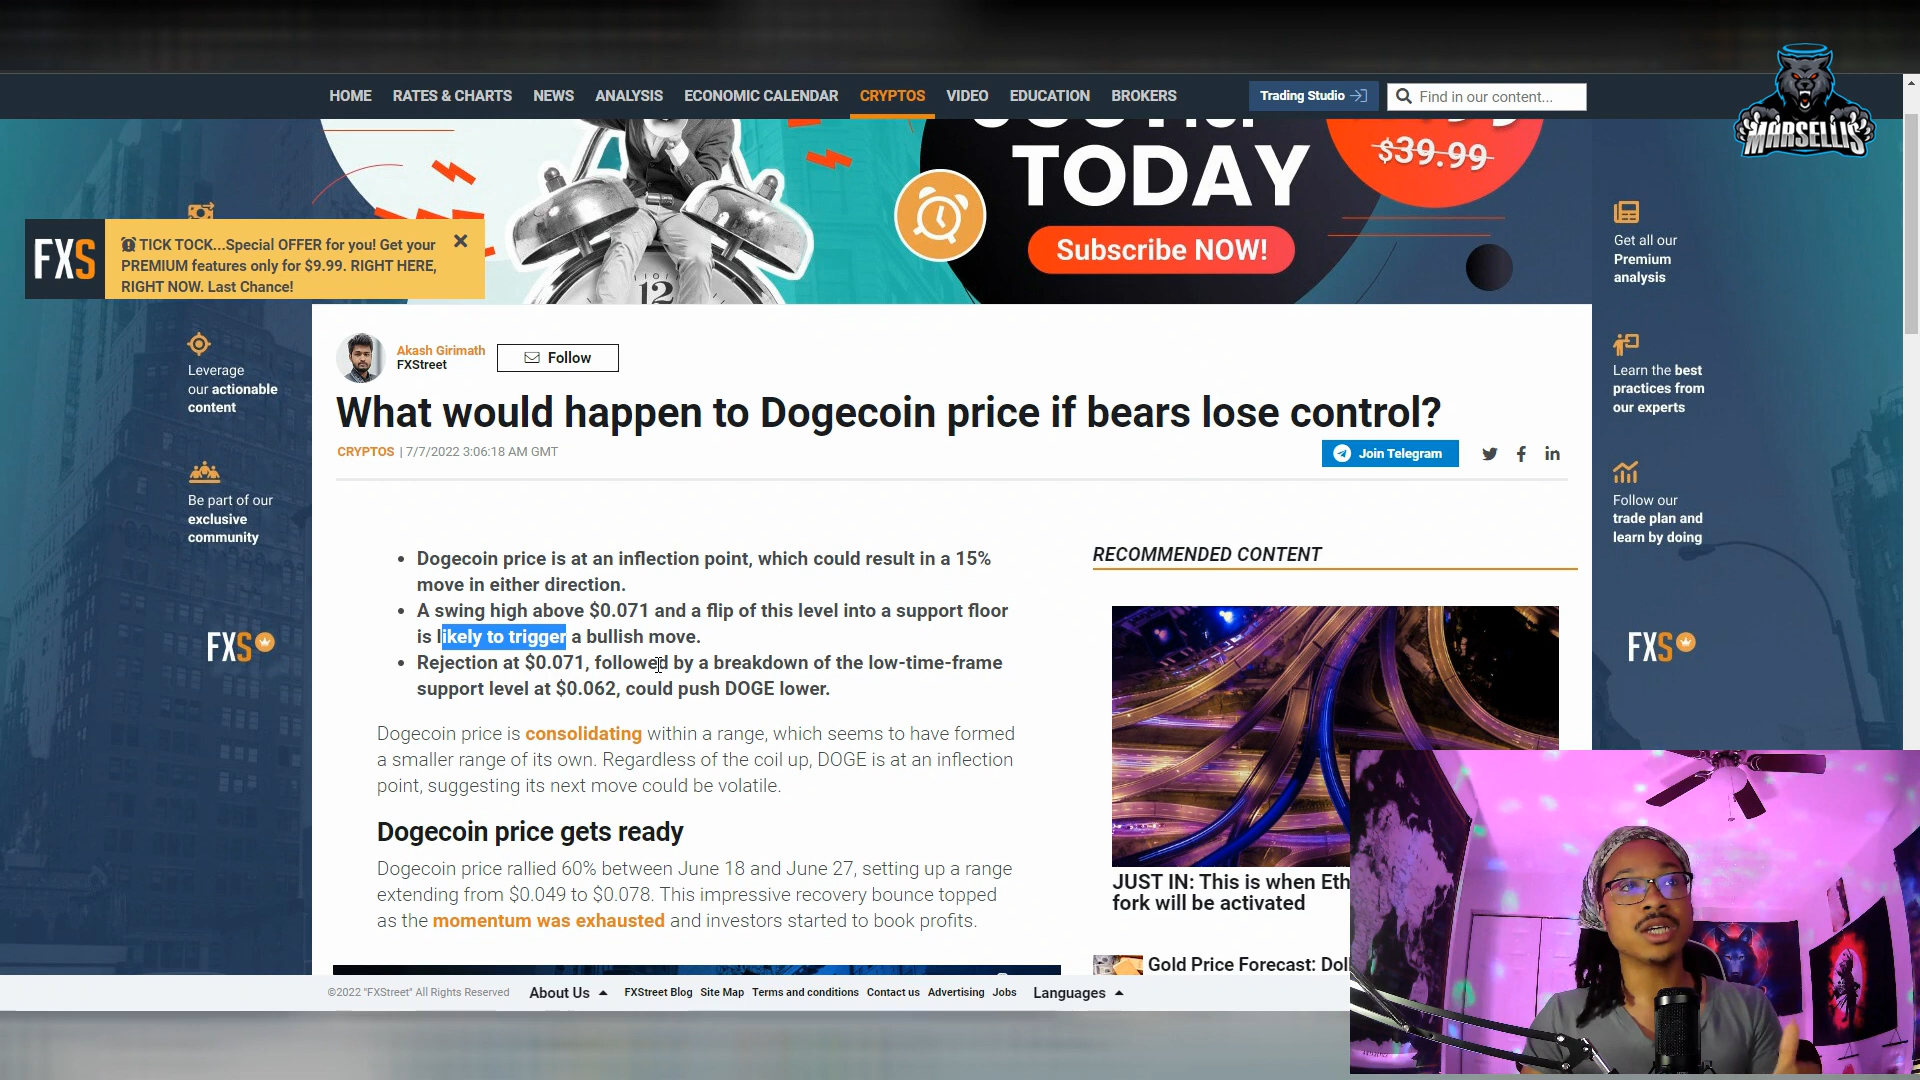 HOME RATES & CHARTS NEWS ANALYSIS ECONOMIC CALENDAR CRYPTOS VIDEO EDUCATION BROKERS Trading Studio Find in our content...
MARSELLIS
TODAY
$39.99
Subscribe NOW!
12
FXS
TICK TOCK...Special OFFER for you! Get your
PREMIUM features only for $9.99. RIGHT HERE,
RIGHT NOW. Last Chance!
Leverage
our actionable
content
Be part of our
exclusive
community
FXS
Get all our
Premium
analysis
Learn the best
practices from
our experts
Follow our
trade plan and
learn by doing
FXS
Akash Girimath
FXStreet
Follow
What would happen to Dogecoin price if bears lose control?
CRYPTOS | 7/7/2022 3:06:18 AM GMT
Join Telegram
• Dogecoin price is at an inflection point, which could result in a 15%
move in either direction.
• A swing high above $0.071 and a flip of this level into a support floor
is likely to trigger a bullish move.
• Rejection at $0.071, followed by a breakdown of the low-time-frame
support level at $0.062, could push DOGE lower.
Dogecoin price is consolidating within a range, which seems to have formed
a smaller range of its own. Regardless of the coil up, DOGE is at an inflection
point, suggesting its next move could be volatile.
Dogecoin price gets ready
Dogecoin price rallied 60% between June 18 and June 27, setting up a range
extending from $0.049 to $0.078. This impressive recovery bounce topped
as the momentum was exhausted and investors started to book profits.
RECOMMENDED CONTENT
JUST IN: This is when Eth
fork will be activated
Gold Price Forecast: Dol
©2022 "FXStreet" All Rights Reserved About Us FXStreet Blog Site Map Terms and conditions Contact us Advertising Jobs Languages